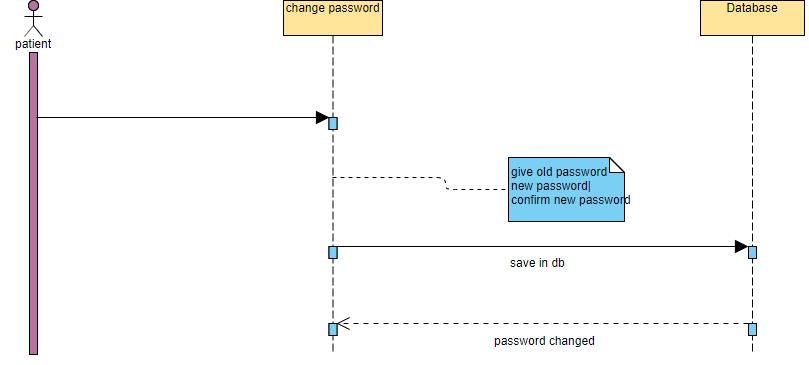 change password
Database
patient
give old password
new password|
confirm new password
save in db
password changed